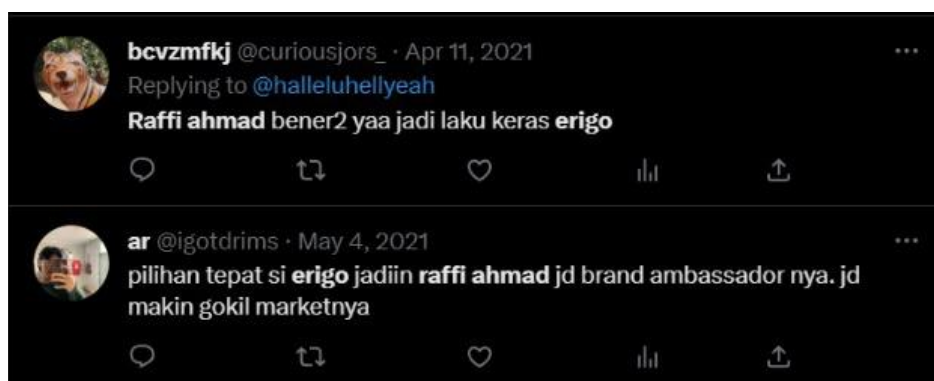 bcvzmfkj @curiousjors_ · Apr 11, 2021
Replying to @halleluhellyeah
Raffi ahmad bener2 yaa jadi laku keras erigo
ar @igotdrims · May 4, 2021
pilihan tepat si erigo jadiin raffi ahmad jd brand ambassador nya. jd
makin gokil marketnya